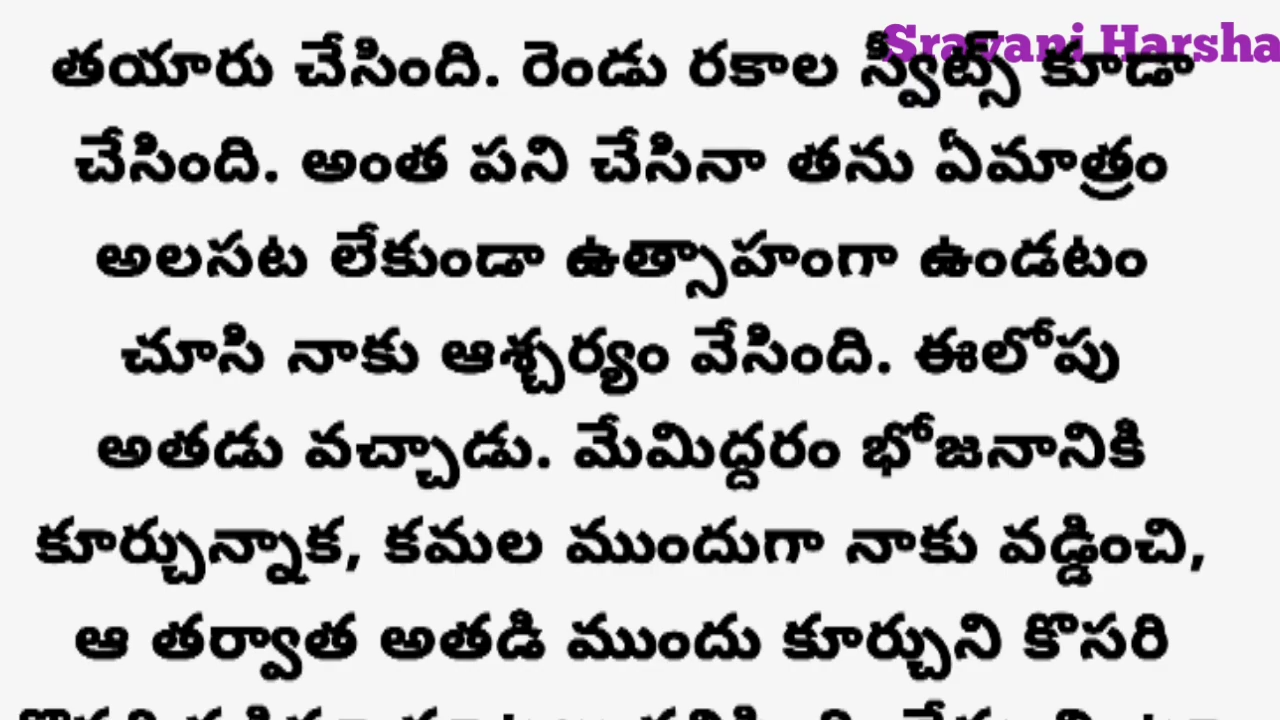 Sravani Harsha
తయారు చేసింది. రెండు రకాల స్వీట్స్ కూడా
చేసింది. అంత పని చేసినా తను ఏమాత్రం
అలసట లేకుండా ఉత్సాహంగా ఉండటం
చూసి నాకు ఆశ్చర్యం వేసింది. ఈలోపు
అతడు వచ్చాడు. మేమిద్దరం భోజనానికి
కూర్చున్నాక, కమల ముందుగా నాకు వడ్డించి,
ఆ తర్వాత అతడి ముందు కూర్చుని కొసరి